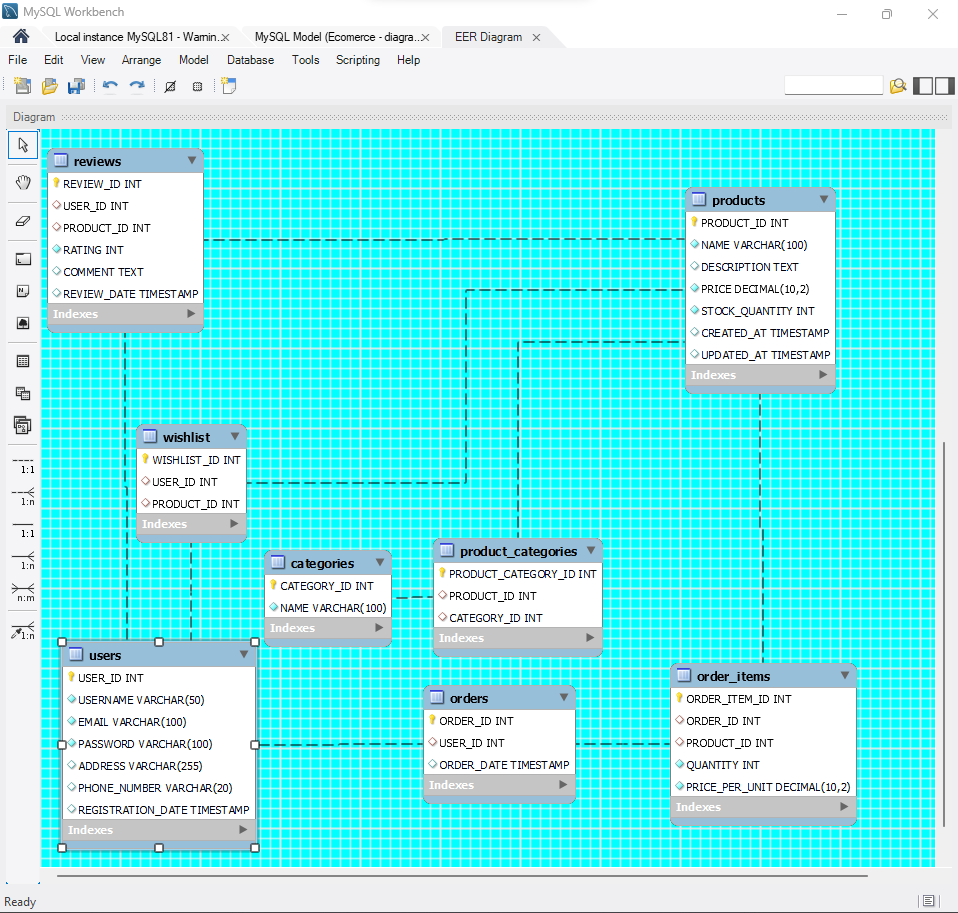 MySQL Workbench
Local instance MySQL81 - Warnin...
MySQL Model (Ecomerce - diagra...
EER Diagram
File Edit View Arrange Model Database Tools Scripting Help
Diagram
reviews
REVIEW_ID INT
USER_ID INT
PRODUCT_ID INT
RATING INT
COMMENT TEXT
REVIEW_DATE TIMESTAMP
Indexes
products
PRODUCT_ID INT
NAME VARCHAR(100)
DESCRIPTION TEXT
PRICE DECIMAL(10,2)
STOCK_QUANTITY INT
CREATED_AT TIMESTAMP
UPDATED_AT TIMESTAMP
Indexes
wishlist
WISHLIST_ID INT
USER_ID INT
PRODUCT_ID INT
Indexes
1:1
1:n
1:1
1:n
n:m
1:n
categories
CATEGORY_ID INT
NAME VARCHAR(100)
Indexes
product_categories
PRODUCT_CATEGORY_ID INT
PRODUCT_ID INT
CATEGORY_ID INT
Indexes
users
USER_ID INT
USERNAME VARCHAR(50)
EMAIL VARCHAR(100)
PASSWORD VARCHAR(100)
ADDRESS VARCHAR(255)
PHONE_NUMBER VARCHAR(20)
REGISTRATION_DATE TIMESTAMP
Indexes
orders
ORDER_ID INT
USER_ID INT
ORDER_DATE TIMESTAMP
Indexes
order_items
ORDER_ITEM_ID INT
ORDER_ID INT
PRODUCT_ID INT
QUANTITY INT
PRICE_PER_UNIT DECIMAL(10,2)
Indexes
Ready